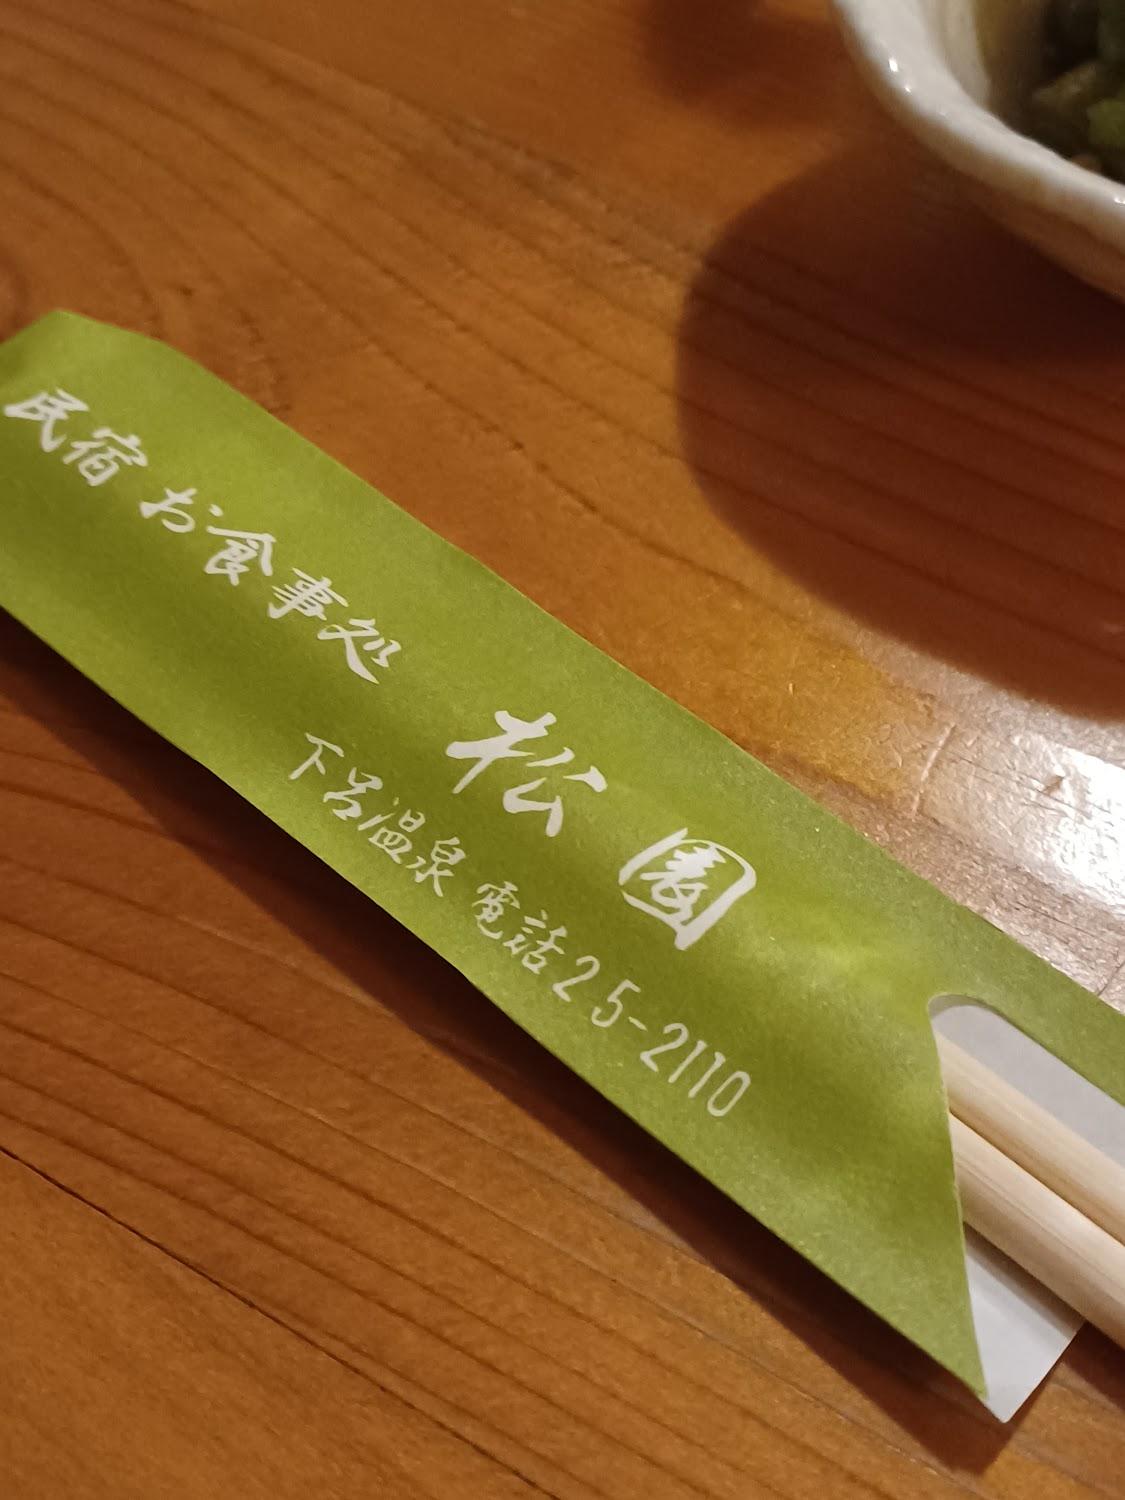 民宿 お食事処 松園
下呂温泉 電話25-2110